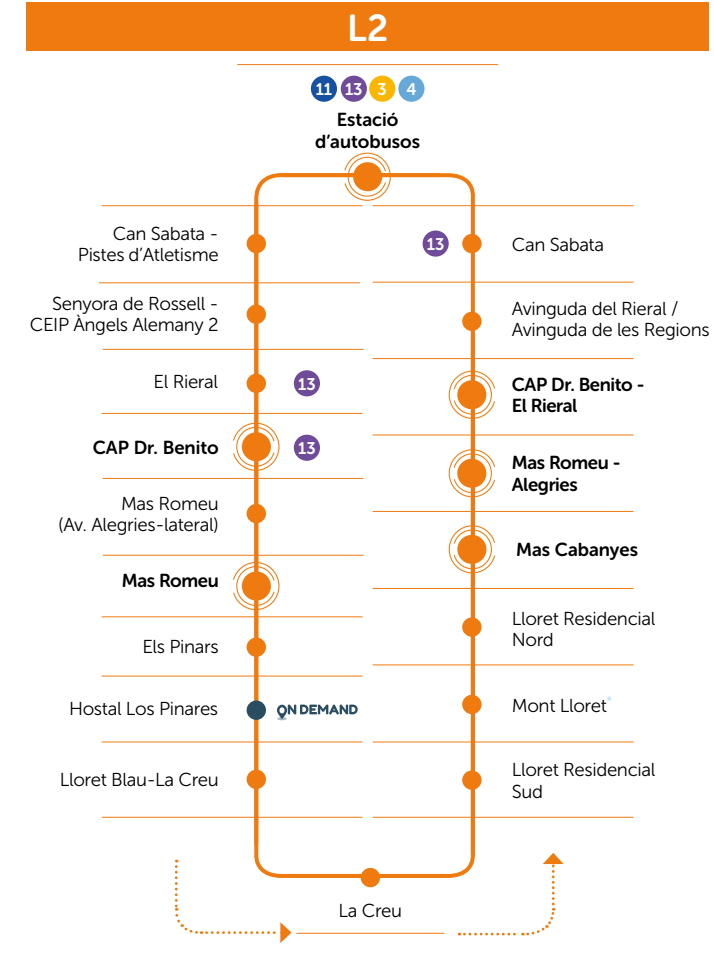 L2
11 13 3 4
Estació
d'autobusos
Can Sabata -
Pistes d'Atletisme
Senyora de Rossell -
CEIP Àngels Alemany 2
El Rieral
13
CAP Dr. Benito
13
Mas Romeu
(Av. Alegries-lateral)
Mas Romeu
Els Pinars
Hostal Los Pinares
ON DEMAND
Lloret Blau-La Creu
La Creu
13
Can Sabata
Avinguda del Rieral /
Avinguda de les Regions
CAP Dr. Benito -
El Rieral
Mas Romeu -
Alegries
Mas Cabanyes
Lloret Residencial
Nord
Mont Lloret*
Lloret Residencial
Sud